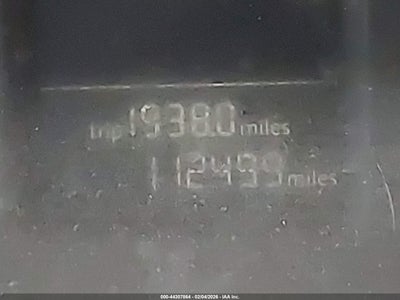 trip 1938.0 miles
112499 miles
000-44307864 - 02/04/2026 - IAA Inc.